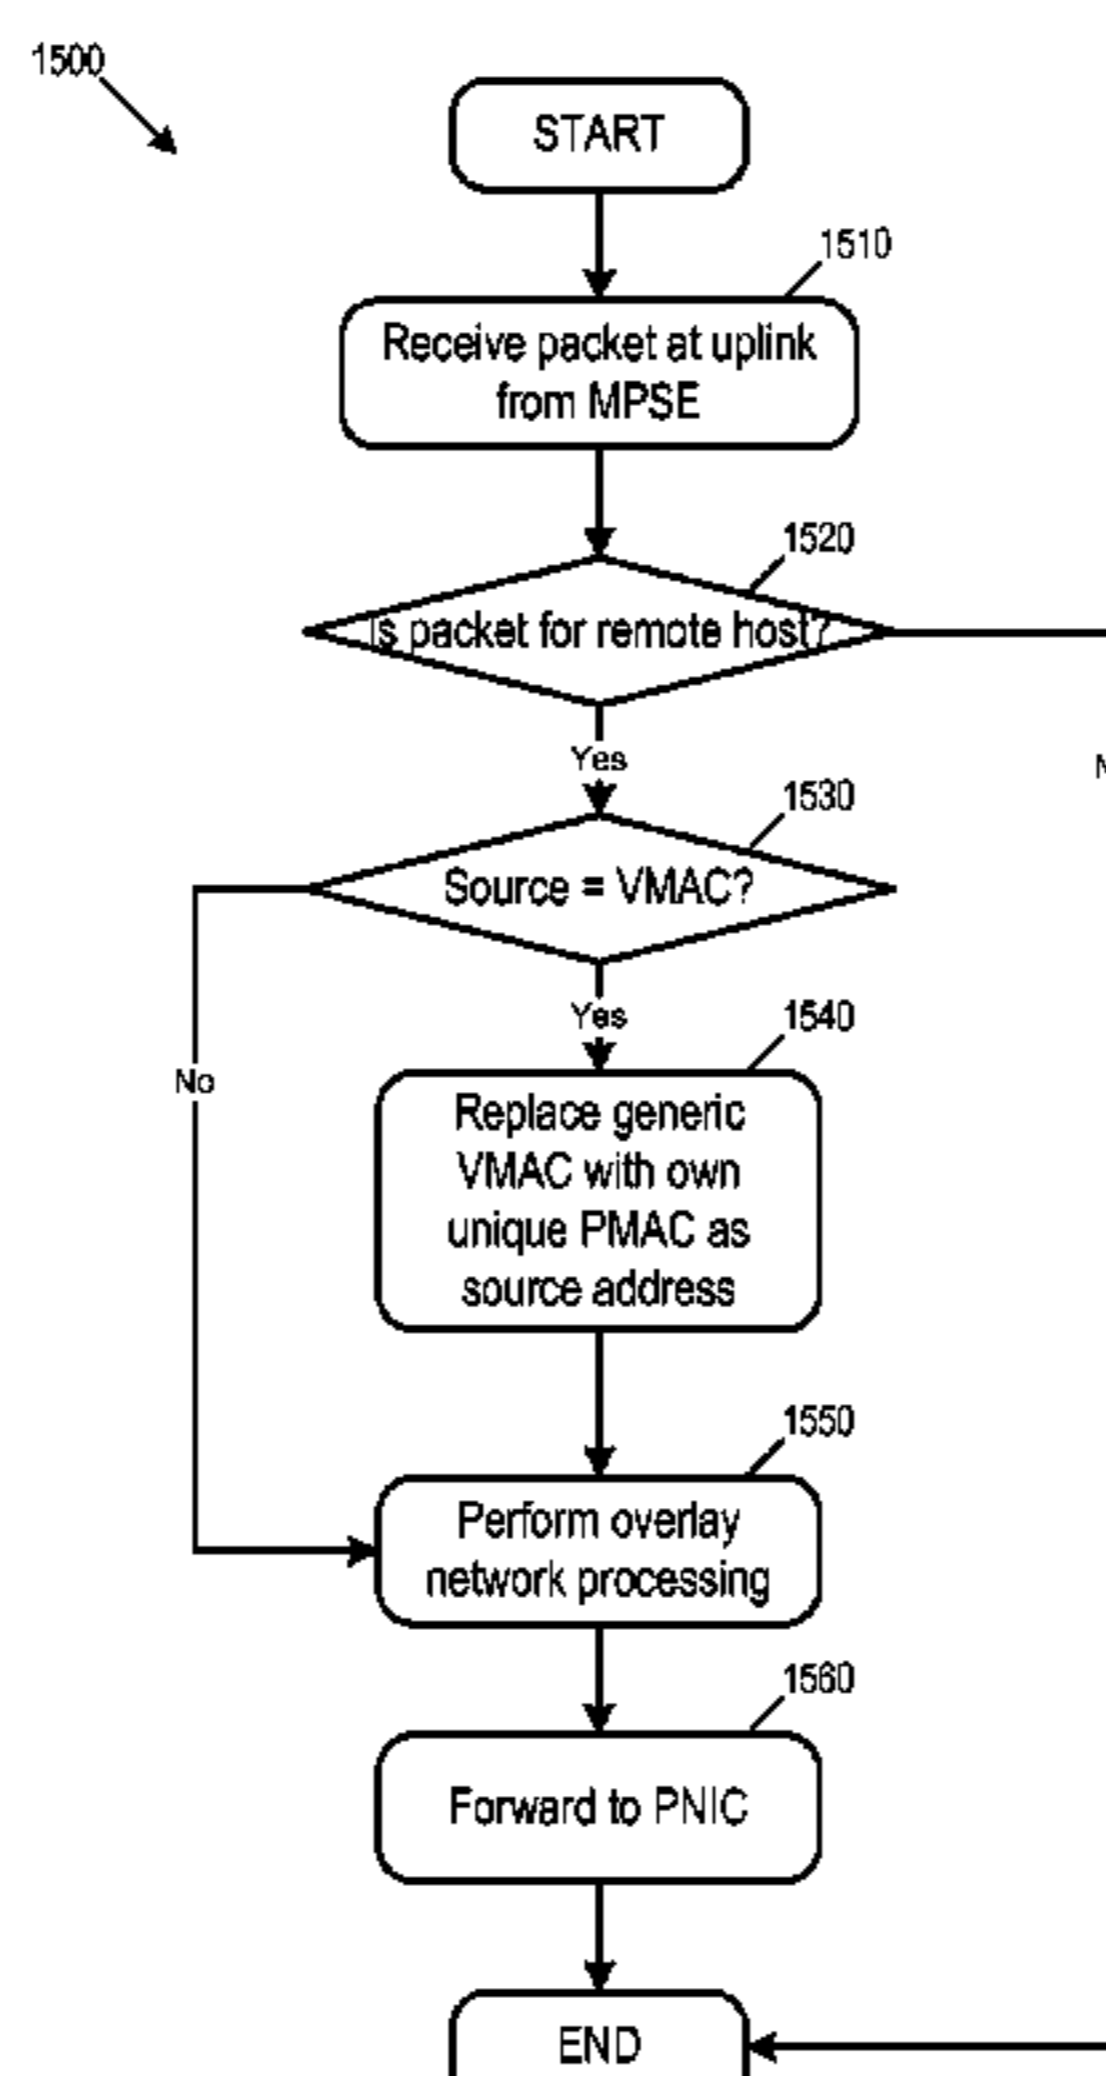 1500
START
1510
Receive packet at uplink
from MPSE
1520
Is packet for remote host?
Yes
1530
Source = VMAC?
Yes
1540
No
Replace generic
VMAC with own
unique PMAC as
source address
1550
Perform overlay
network processing
1560
Forward to PNIC
END